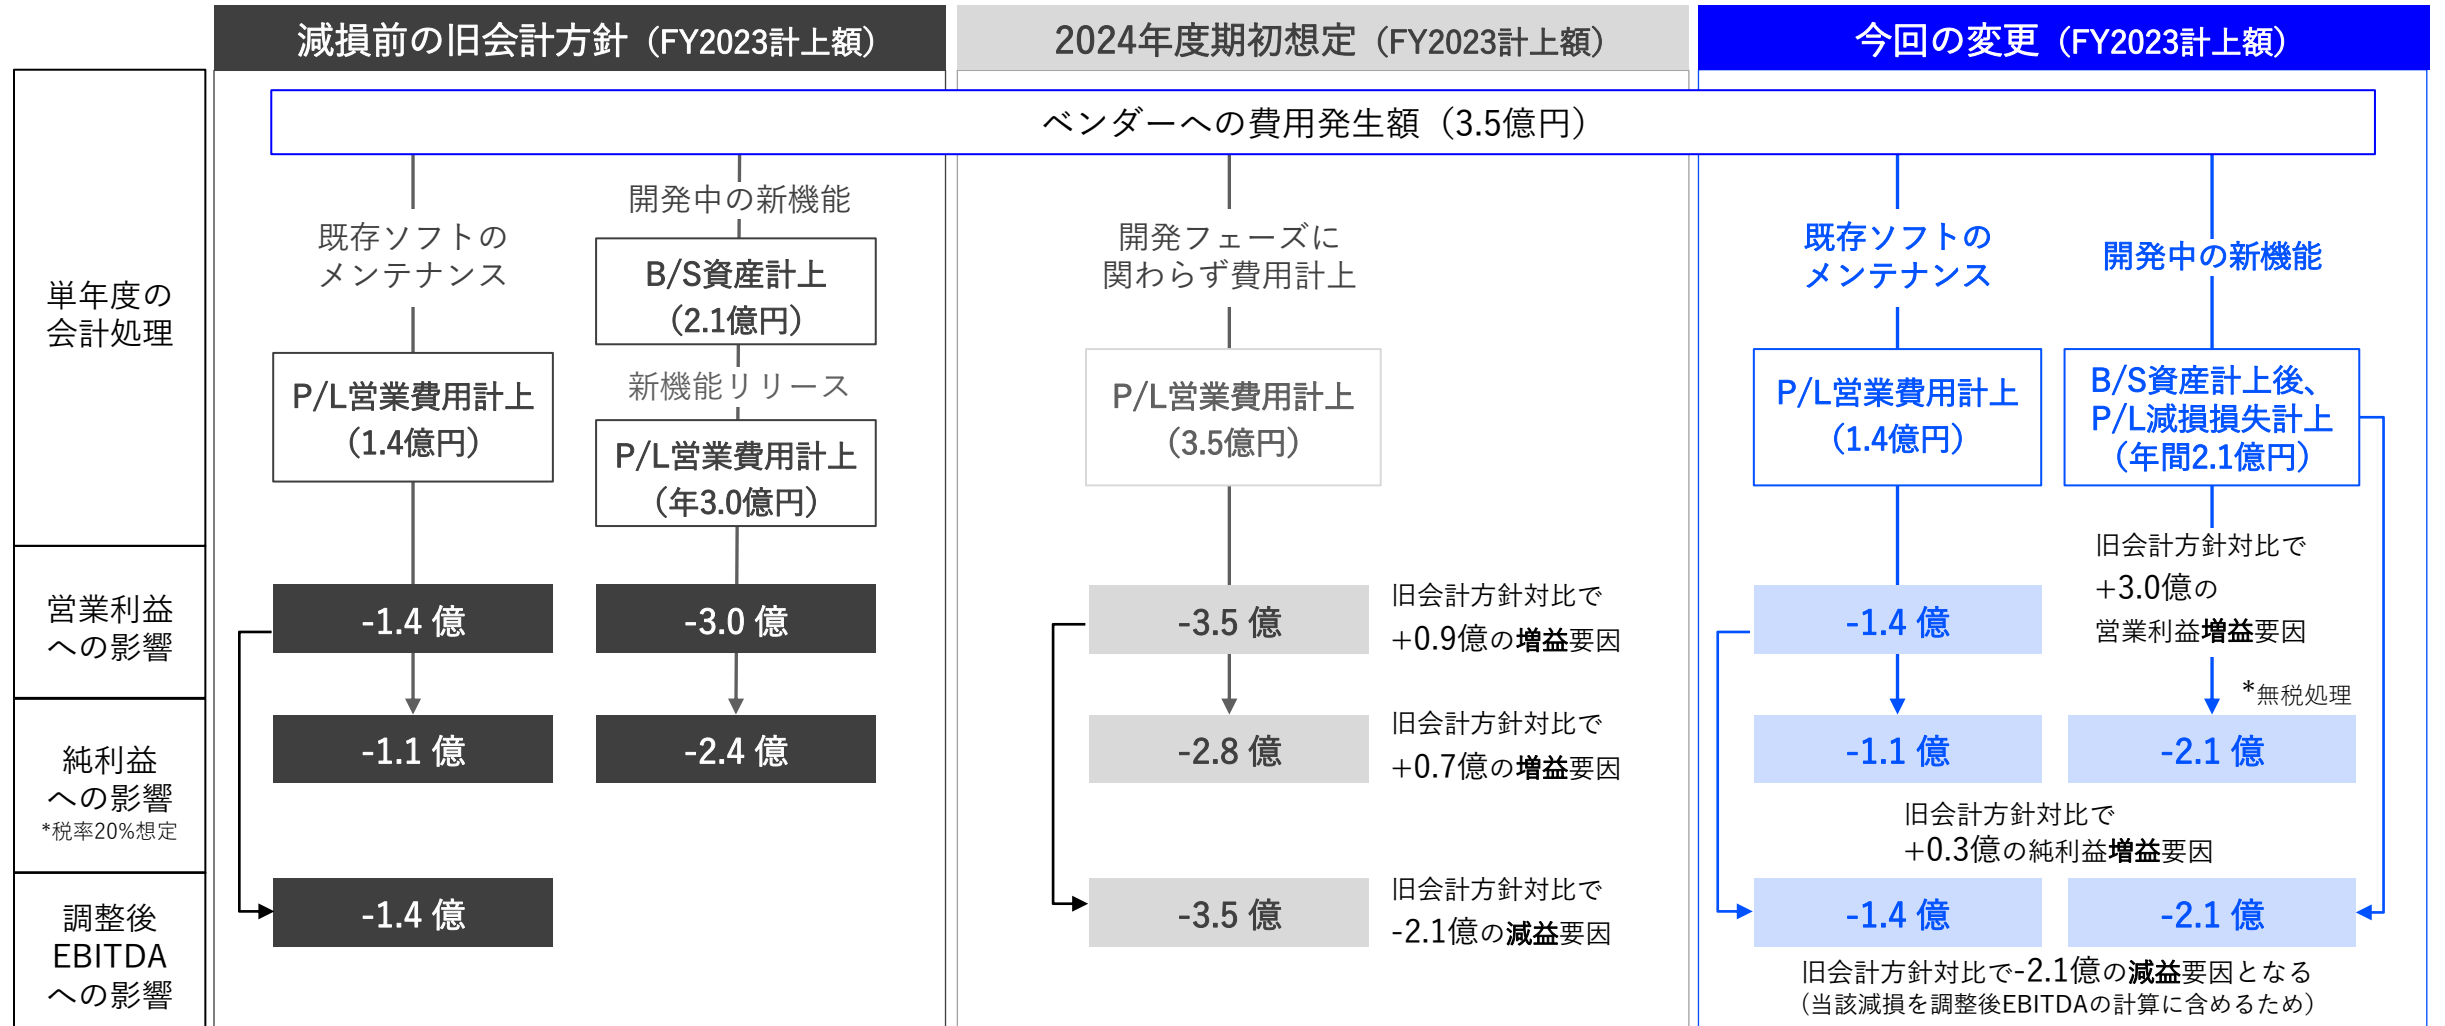 減損前の旧会計方針（FY2023計上額）
2024年度期初想定（FY2023計上額）
今回の変更（FY2023計上額）
ベンダーへの費用発生額（3.5億円）
単年度の
会計処理
既存ソフトの
メンテナンス
P/L営業費用計上
（1.4億円）
開発中の新機能
B/S資産計上
（2.1億円）
新機能リリース
P/L営業費用計上
（年3.0億円）
開発フェーズに
関わらず費用計上
P/L営業費用計上
（3.5億円）
既存ソフトの
メンテナンス
P/L営業費用計上
（1.4億円）
開発中の新機能
B/S資産計上後、
P/L減損損失計上
（年間2.1億円）
営業利益
への影響
-1.4 億
-3.0 億
-3.5 億
旧会計方針対比で
+0.9億の増益要因
-1.4 億
旧会計方針対比で
+3.0億の
営業利益増益要因
純利益
への影響
*税率20%想定
-1.1 億
-2.4 億
-2.8 億
旧会計方針対比で
+0.7億の増益要因
-1.1 億
*無税処理
-2.1 億
旧会計方針対比で
+0.3億の純利益増益要因
調整後
EBITDA
への影響
-1.4 億
-3.5 億
旧会計方針対比で
-2.1億の減益要因
-1.4 億
-2.1 億
旧会計方針対比で-2.1億の減益要因となる
（当該減損を調整後EBITDAの計算に含めるため）